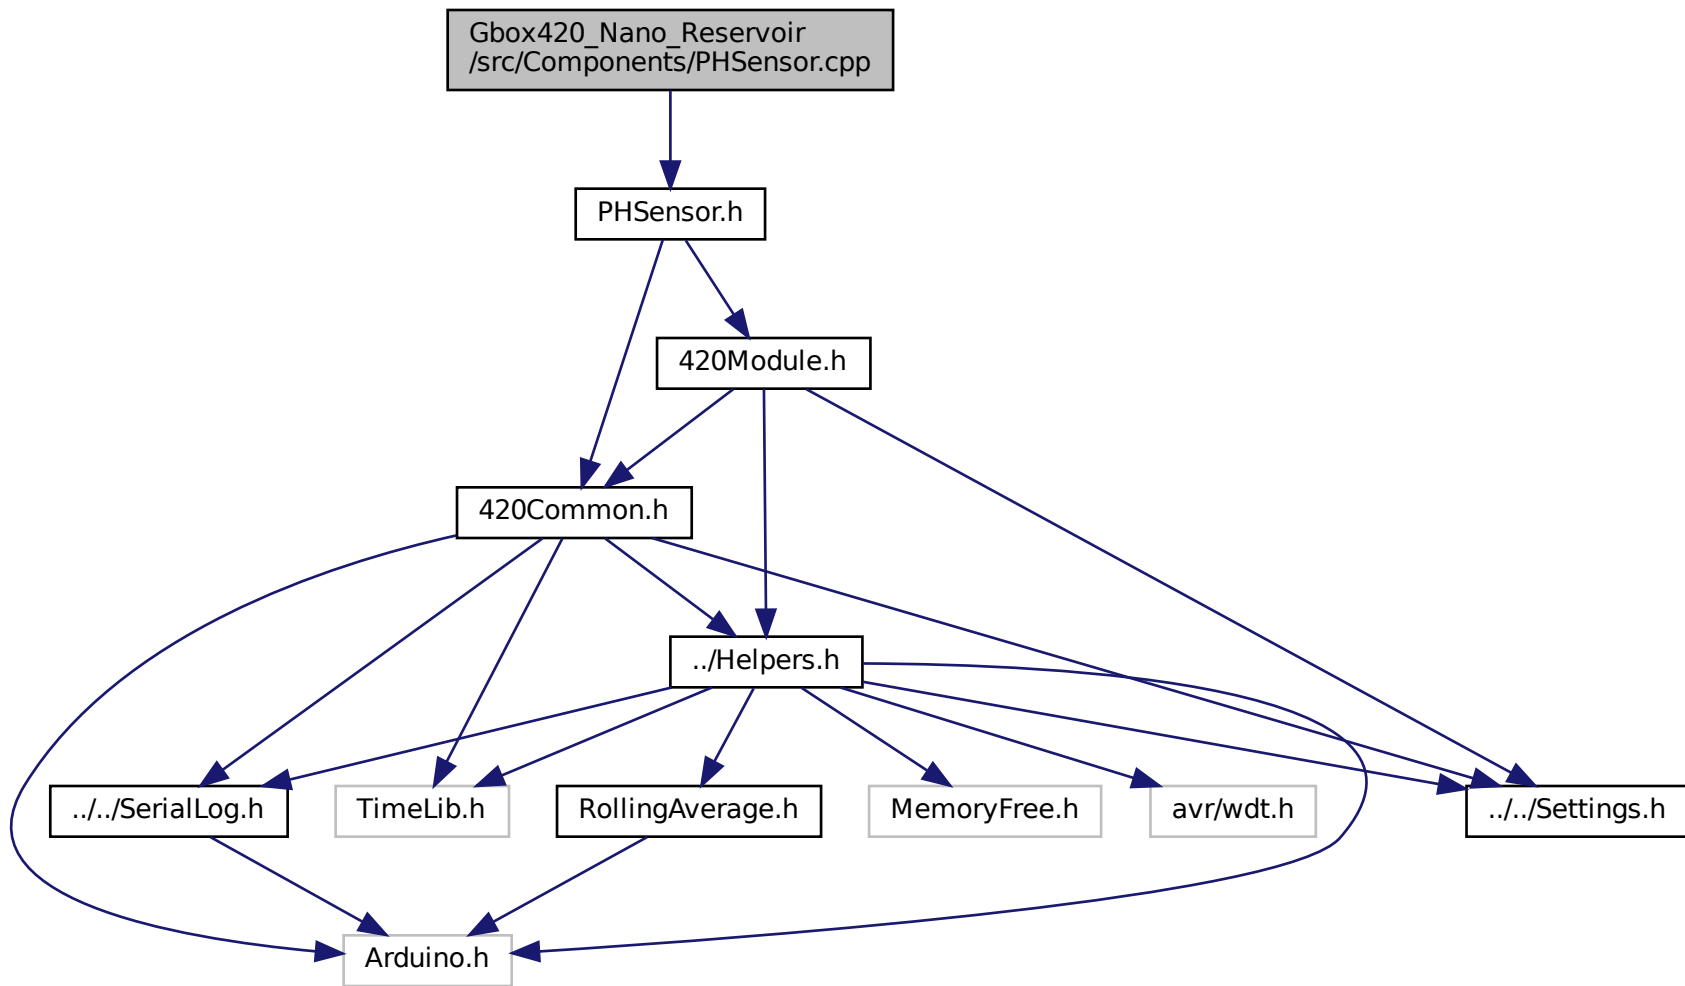 Gbox420_Nano_Reservoir
/src/Components/PHSensor.cpp
PHSensor.h
420Module.h
420Common.h
../Helpers.h
../../SerialLog.h
TimeLib.h
RollingAverage.h
MemoryFree.h
avr/wdt.h
../../Settings.h
Arduino.h